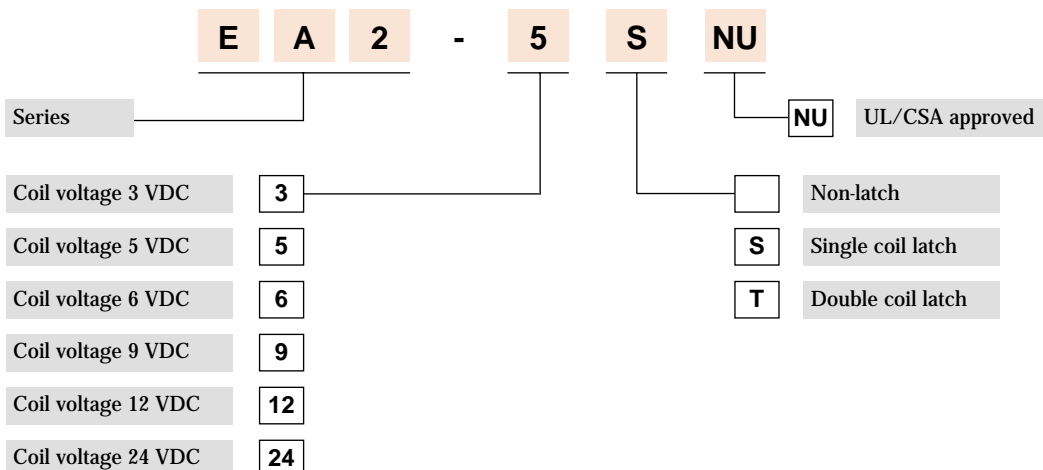 E A 2 - 5 S NU
Series
NU UL/CSA approved
Coil voltage 3 VDC 3
Non-latch
Coil voltage 5 VDC 5
S Single coil latch
Coil voltage 6 VDC 6
T Double coil latch
Coil voltage 9 VDC 9
Coil voltage 12 VDC 12
Coil voltage 24 VDC 24